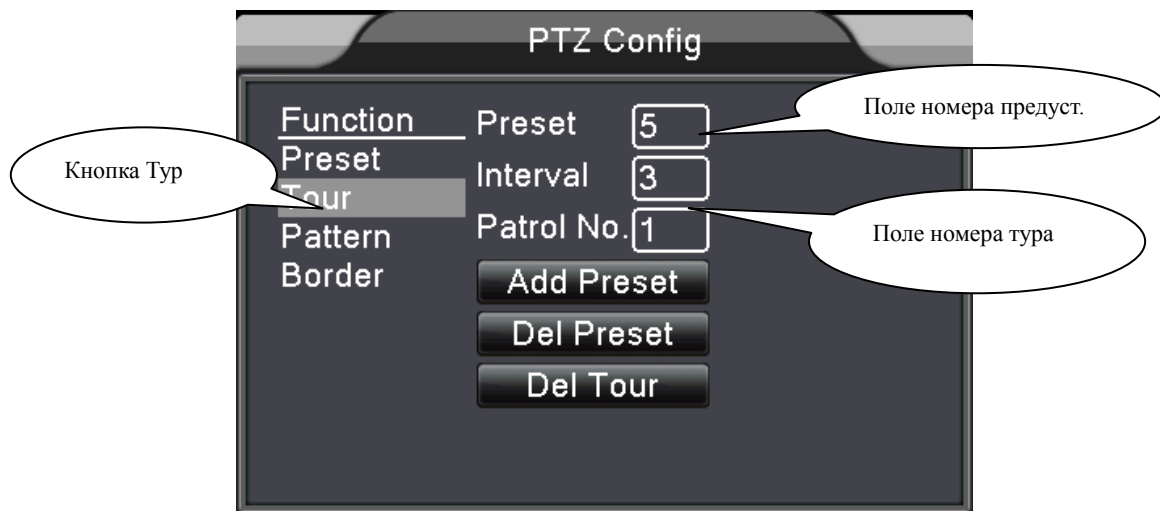 PTZ Config
Function
Preset
Tour
Pattern
Border
Preset 5
Interval 3
Patrol No. 1
Add Preset
Del Preset
Del Tour
Кнопка Тур
Поле номера предуст.
Поле номера тура